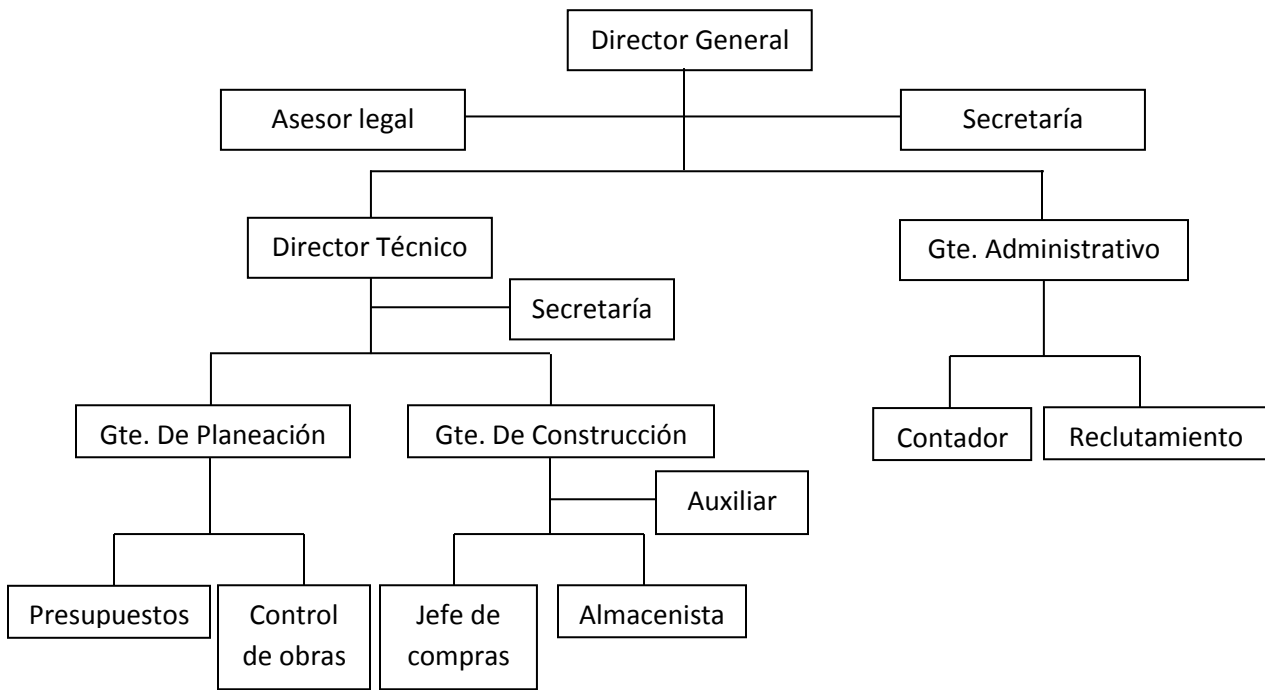 Director General
Asesor legal
Secretaría
Director Técnico
Gte. Administrativo
Secretaría
Gte. De Planeación
Gte. De Construcción
Contador
Reclutamiento
Auxiliar
Presupuestos
Control
de obras
Jefe de
compras
Almacenista